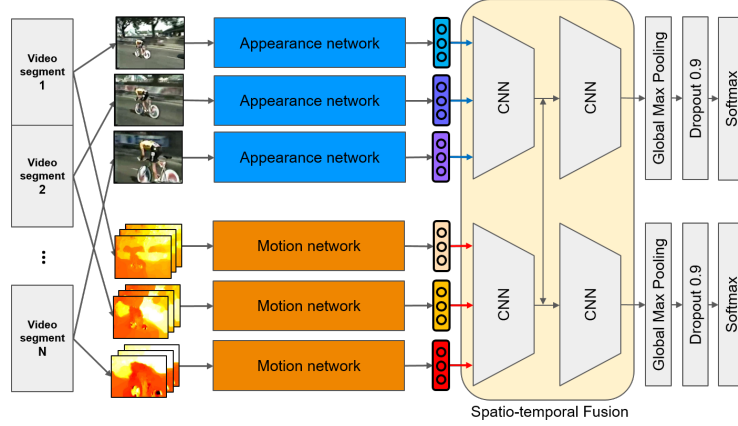 Video
segment
1
Video
segment
2
...
Video
segment
N
Appearance network
Appearance network
Appearance network
Motion network
Motion network
Motion network
CNN
CNN
CNN
CNN
Global Max Pooling
Dropout 0.9
Softmax
Global Max Pooling
Dropout 0.9
Softmax
Spatio-temporal Fusion